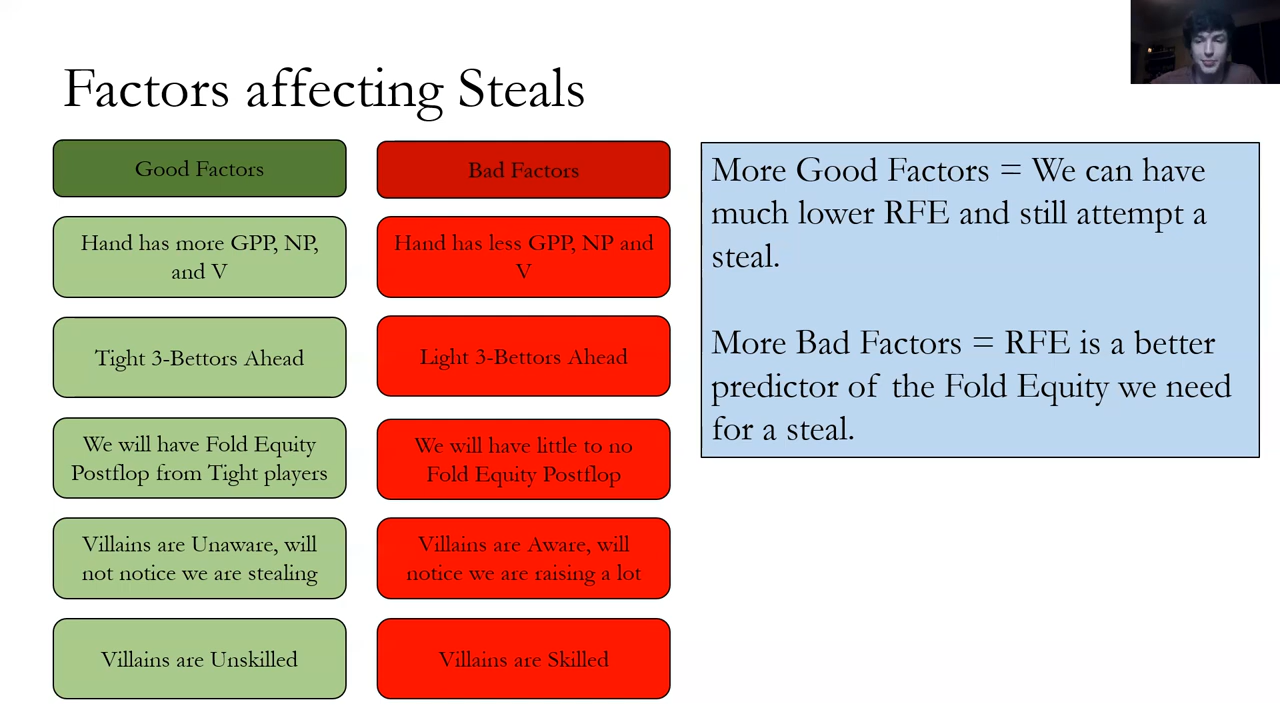 Factors affecting Steals
Good Factors
Hand has more GPP, NP,
and V
Tight 3-Bettors Ahead
We will have Fold Equity
Postflop from Tight players
Villains are Unaware, will
not notice we are stealing
Villains are Unskilled
Bad Factors
Hand has less GPP, NP and
V
Light 3-Bettors Ahead
We will have little to no
Fold Equity Postflop
Villains are Aware, will
notice we are raising a lot
Villains are Skilled
More Good Factors = We can have
much lower RFE and still attempt a
steal.
More Bad Factors = RFE is a better
predictor of the Fold Equity we need
for a steal.